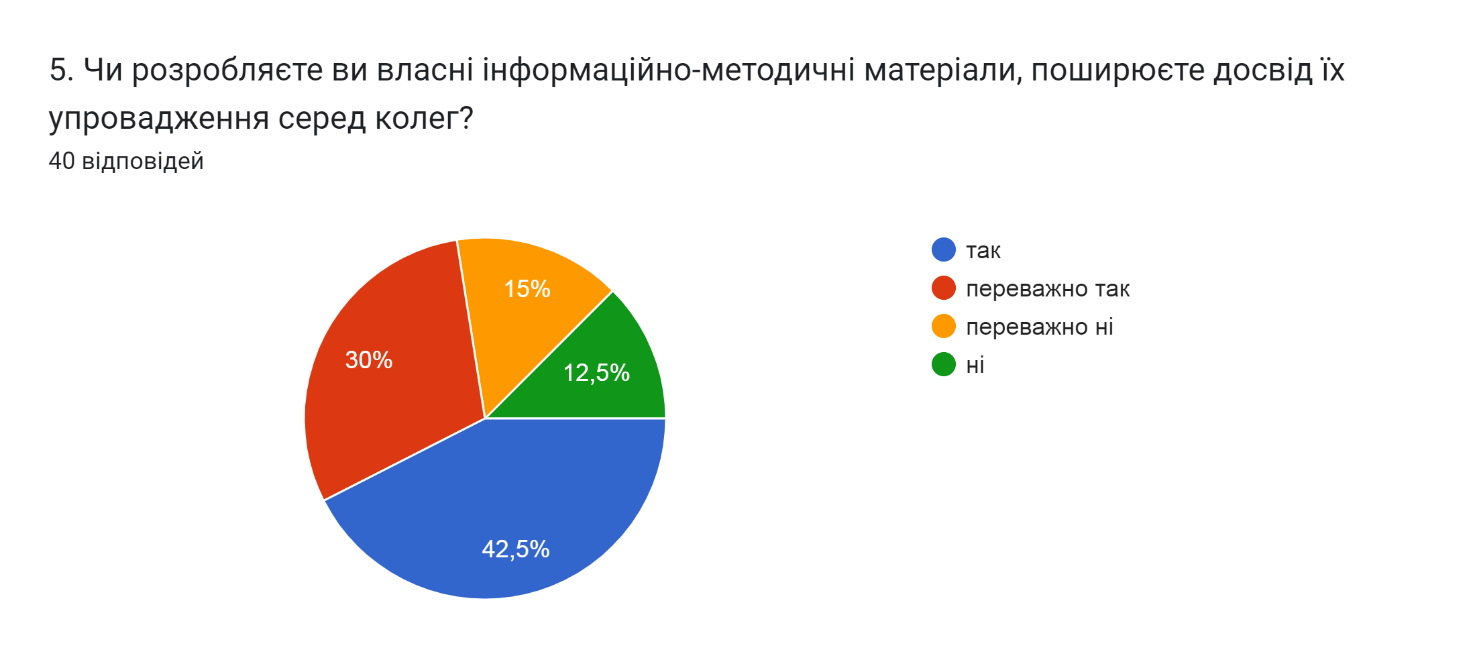 5. Чи розробляєте ви власні інформаційно-методичні матеріали, поширюєте досвід їх
упровадження серед колег?
40 відповідей
так
переважно так
переважно ні
ні
15%
30%
12,5%
42,5%